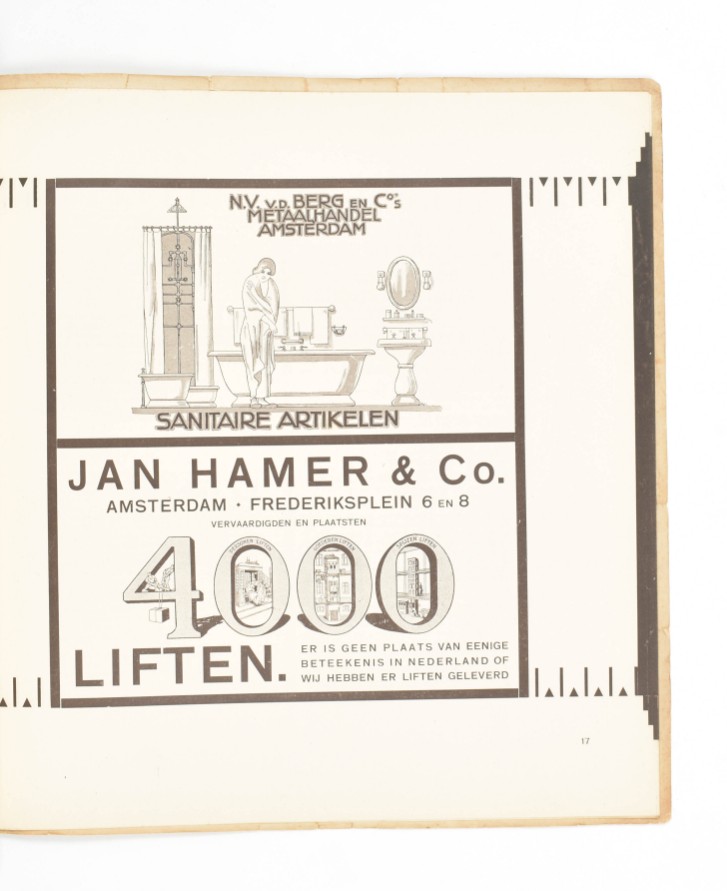 N.V. V.D. BERG EN Co's
METAALHANDEL
AMSTERDAM
SANITAIRE ARTIKELEN
JAN HAMER & Co.
AMSTERDAM · FREDERIKSPLEIN 6 EN 8
VERVAARDIGDEN EN PLAATSTEN
4000
LIFTEN.
ER IS GEEN PLAATS VAN EENIGE
BETEEKENIS IN NEDERLAND OF
WIJ HEBBEN ER LIFTEN GELEVERD
17